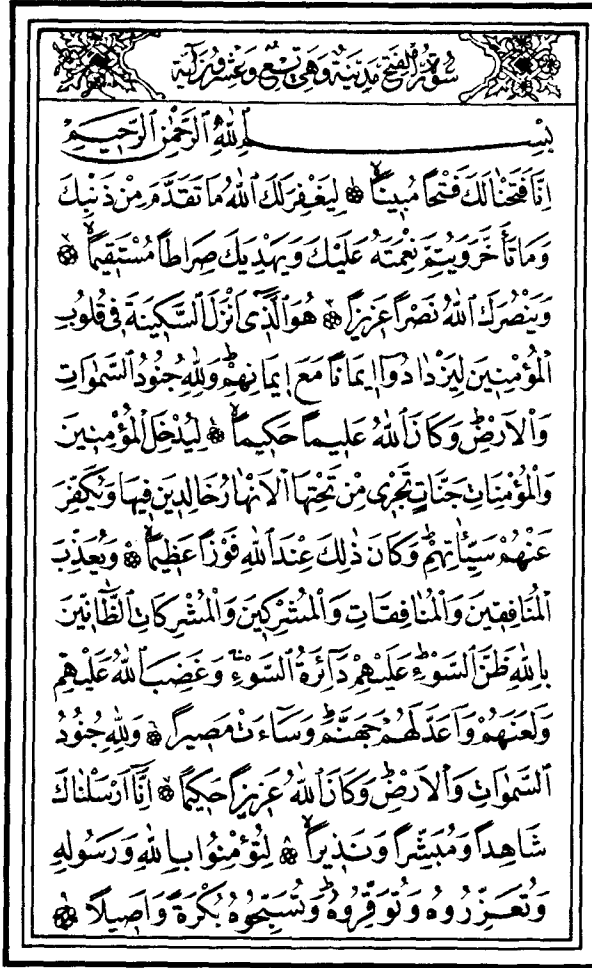 سُورَةُ الْفَتْحِ مَدَنِيَّةٌ وَهِيَ تِسْعٌ وَعِشْرُونَ اٰيَةً
بِسْمِ اللّٰهِ الرَّحْمٰنِ الرَّحِيمِ
اِنَّا فَتَحْنَا لَكَ فَتْحًا مُبِينًاۙ لِيَغْفِرَ لَكَ اللّٰهُ مَا تَقَدَّمَ مِنْ ذَنْبِكَ
وَمَا تَاَخَّرَ وَيُتِمَّ نِعْمَتَهُ عَلَيْكَ وَيَهْدِيَكَ صِرَاطًا مُسْتَقِيمًاۙ
وَيَنْصُرَكَ اللّٰهُ نَصْرًا عَزِيزًا هُوَ الَّذِٓى اَنْزَلَ السَّكِينَةَ فِى قُلُوبِ
الْمُؤْمِنِينَ لِيَزْدَادُٓوا اِيمَانًا مَعَ اِيمَانِهِمْۜ وَلِلّٰهِ جُنُودُ السَّمٰوَاتِ
وَالْاَرْضِۜ وَكَانَ اللّٰهُ عَلِيمًا حَكِيمًاۙ لِيُدْخِلَ الْمُؤْمِنِينَ
وَالْمُؤْمِنَاتِ جَنَّاتٍ تَجْرِى مِنْ تَحْتِهَا الْاَنْهَارُ خَالِدِينَ فِيهَا وَيُكَفِّرَ
عَنْهُمْ سَيِّـَٔاتِهِمْۜ وَكَانَ ذٰلِكَ عِنْدَ اللّٰهِ فَوْزًا عَظِيمًاۙ وَيُعَذِّبَ
الْمُنَافِقِينَ وَالْمُنَافِقَاتِ وَالْمُشْرِكِينَ وَالْمُشْرِكَاتِ الظَّٓانِّينَ
بِاللّٰهِ ظَنَّ السَّوْءِۜ عَلَيْهِمْ دَٓائِرَةُ السَّوْءِۚ وَغَضِبَ اللّٰهُ عَلَيْهِمْ
وَلَعَنَهُمْ وَاَعَدَّ لَهُمْ جَهَنَّمَۜ وَسَٓاءَتْ مَصِيرًا وَلِلّٰهِ جُنُودُ
السَّمٰوَاتِ وَالْاَرْضِۜ وَكَانَ اللّٰهُ عَزِيزًا حَكِيمًا اِنَّٓا اَرْسَلْنَاكَ
شَاهِدًا وَمُبَشِّرًا وَنَذِيرًاۙ لِتُؤْمِنُوا بِاللّٰهِ وَرَسُولِهِ
وَتُعَزِّرُوهُ وَتُوَقِّرُوهُۜ وَتُسَبِّحُوهُ بُكْرَةً وَاَصِيلًا